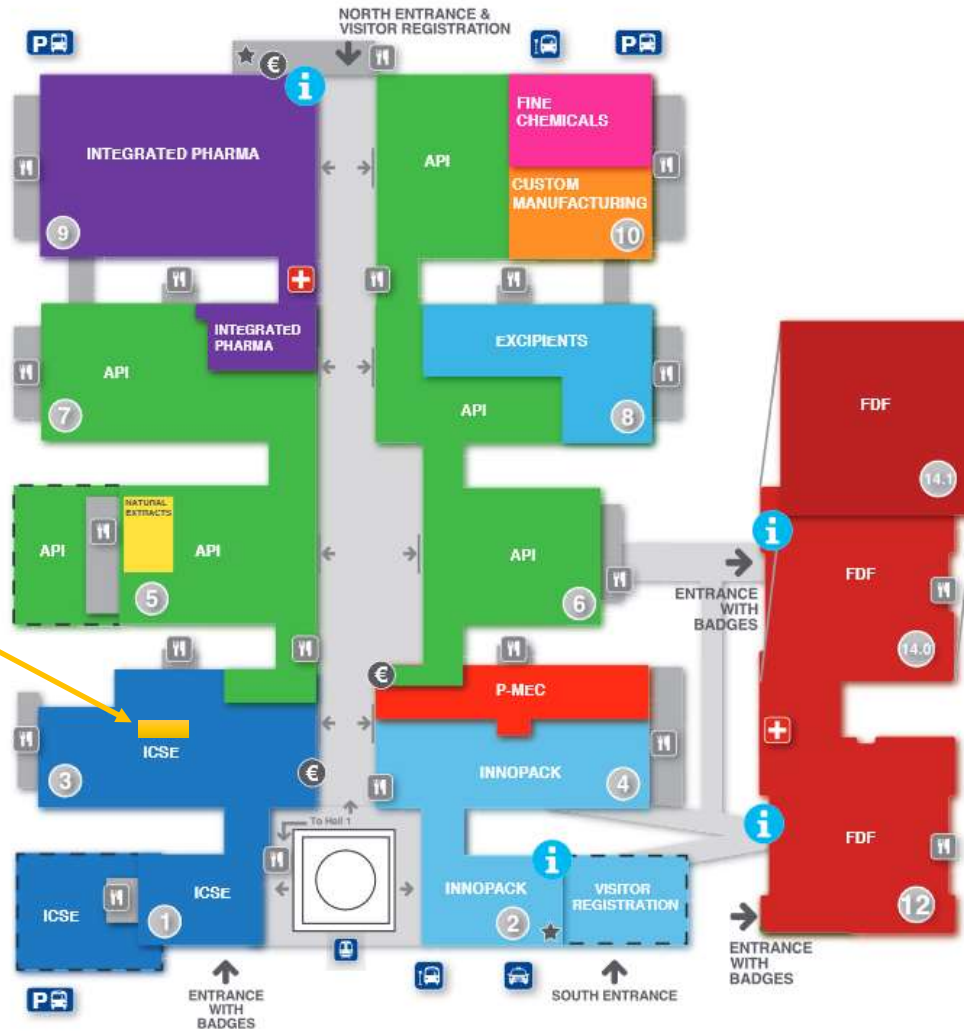 NORTH ENTRANCE &
VISITOR REGISTRATION
P
P
€
i
INTEGRATED PHARMA
9
API
FINE
CHEMICALS
CUSTOM
MANUFACTURING
10
INTEGRATED
PHARMA
API
7
EXCIPIENTS
API
8
FDF
14.1
API
NATURAL
EXTRACTS
API
5
API
6
i
ENTRANCE
WITH
BADGES
FDF
14.0
€
P-MEC
ICSE
3
€
INNOPACK
4
To Hall 1
i
FDF
12
ICSE
ICSE
1
INNOPACK
2
i
VISITOR
REGISTRATION
P
ENTRANCE
WITH
BADGES
SOUTH ENTRANCE
ENTRANCE
WITH
BADGES